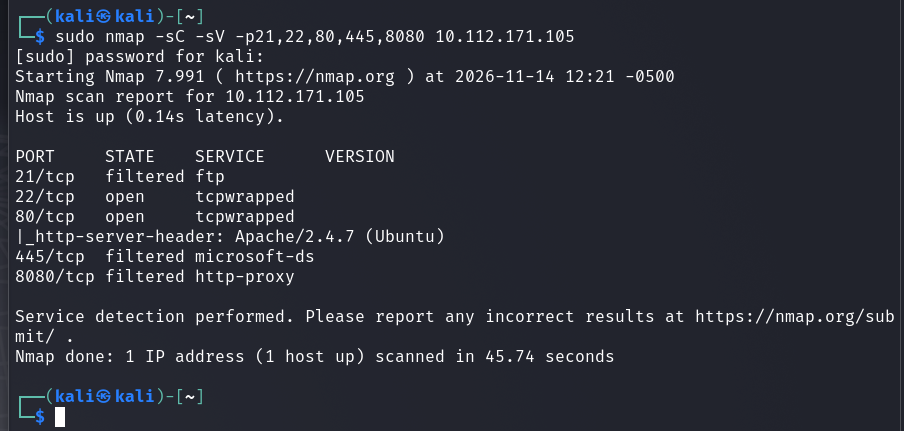 ┌──(kali㉿kali)-[~]
└─$ sudo nmap -sC -sV -p21,22,80,445,8080 10.112.171.105
[sudo] password for kali:
Starting Nmap 7.991 ( https://nmap.org ) at 2026-11-14 12:21 -0500
Nmap scan report for 10.112.171.105
Host is up (0.14s latency).

PORT     STATE    SERVICE      VERSION
21/tcp   filtered ftp
22/tcp   open     tcpwrapped
80/tcp   open     tcpwrapped
|_http-server-header: Apache/2.4.7 (Ubuntu)
445/tcp  filtered microsoft-ds
8080/tcp filtered http-proxy

Service detection performed. Please report any incorrect results at https://nmap.org/sub
mit/ .
Nmap done: 1 IP address (1 host up) scanned in 45.74 seconds

┌──(kali㉿kali)-[~]
└─$